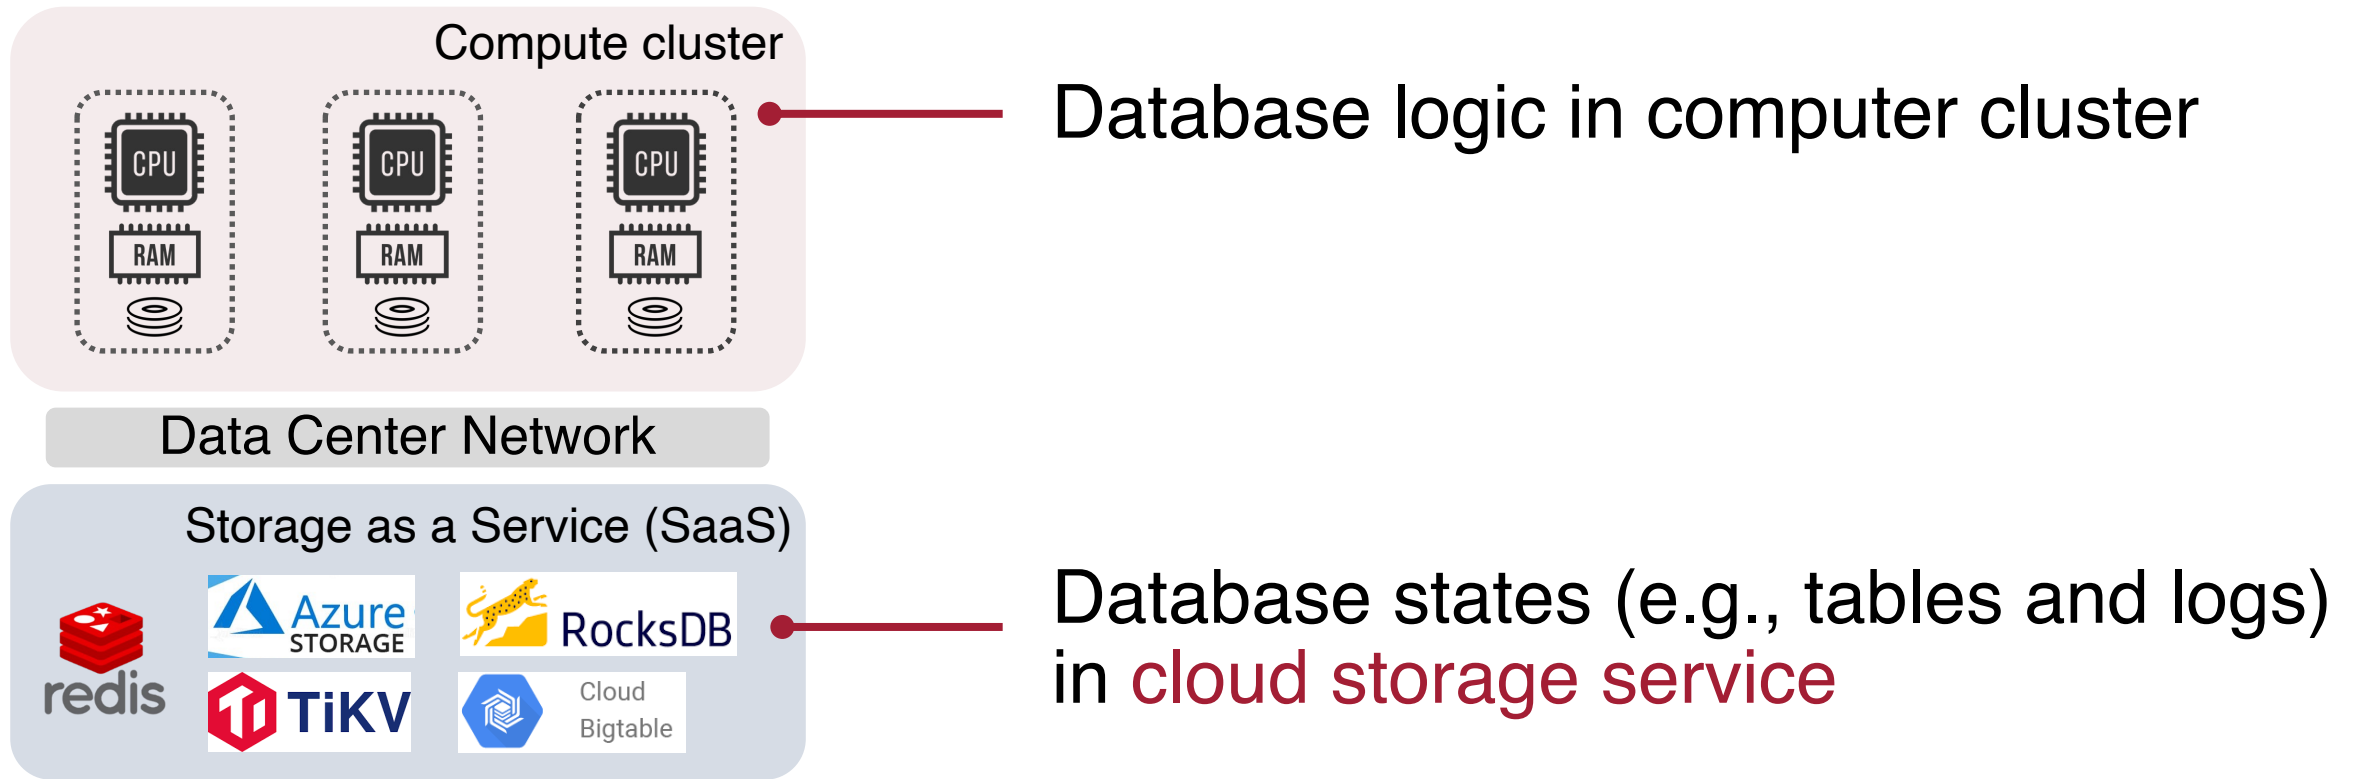 Compute cluster
CPU
CPU
CPU
RAM
RAM
RAM
Database logic in computer cluster
Data Center Network
Storage as a Service (SaaS)
redis
Azure
STORAGE
RocksDB
TiKV
Cloud
Bigtable
Database states (e.g., tables and logs)
in cloud storage service